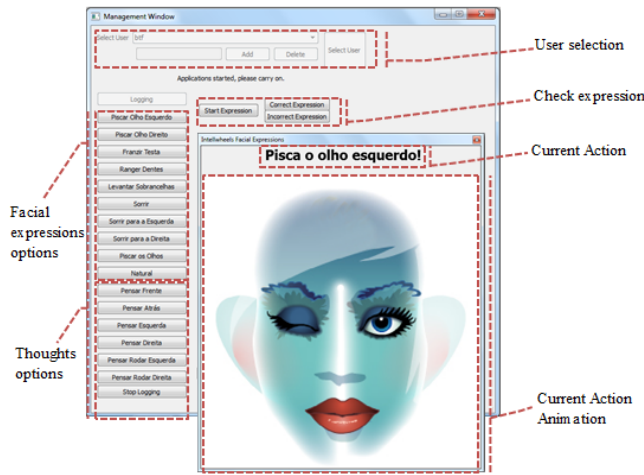 Management Window
Select User btf
Add Delete Select User
User selection
Applications started, please carry on.
Logging
Start Expression
Correct Expression
Incorrect Expression
Check expression
Piscar Olho Esquerdo
Piscar Olho Direito
Franzir Testa
Ranger Dentes
Levantar Sobrancelhas
Sorrir
Sorrir para a Esquerda
Sorrir para a Direita
Piscar os Olhos
Natural
Pensar Frente
Pensar Atrás
Pensar Esquerda
Pensar Direita
Pensar Rodar Esquerda
Pensar Rodar Direita
Stop Logging
Facial
expressions
options
Thoughts
options
Intellwheels Facial Expressions
Pisca o olho esquerdo!
Current Action
Current Action
Animation